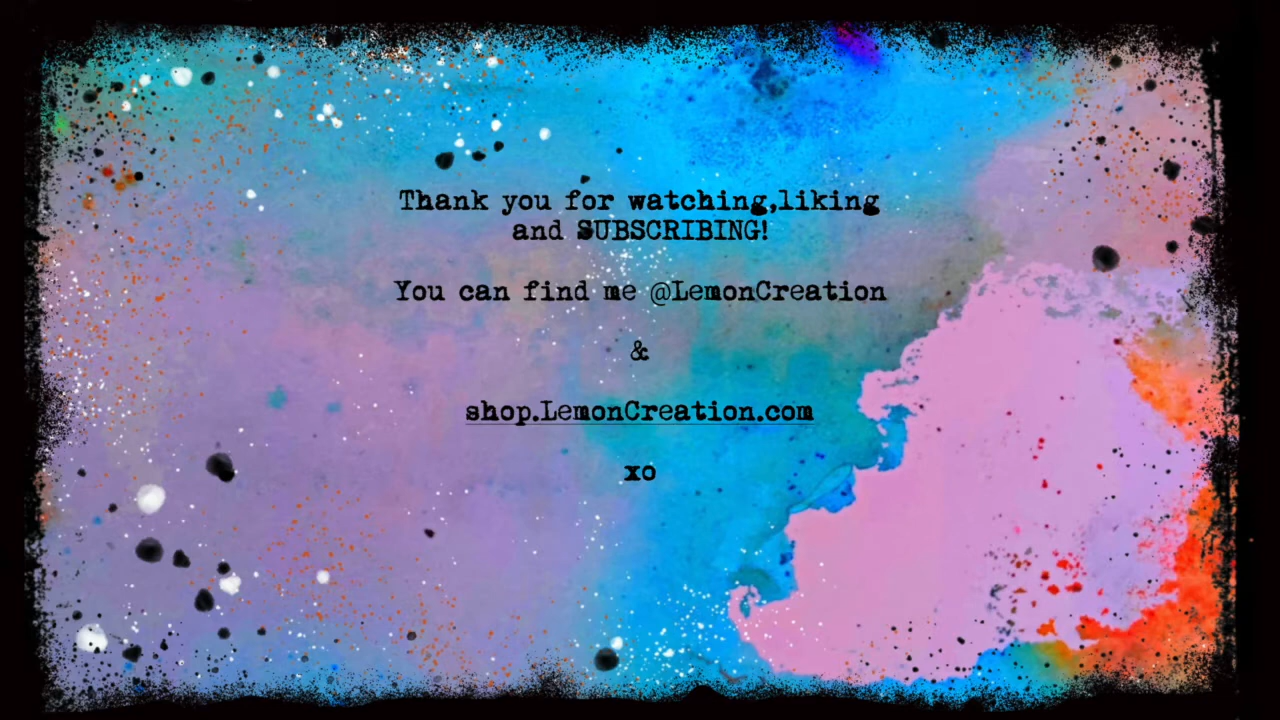 Thank you for watching,liking
and SUBSCRIBING!
You can find me @LemonCreation
&
shop.LemonCreation.com
xo